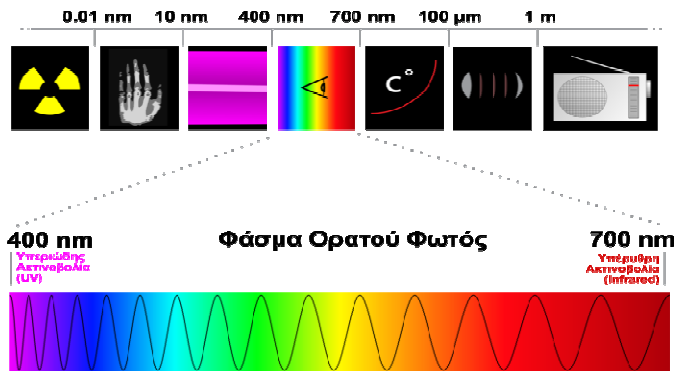 0.01 nm 10 nm 400 nm 700 nm 100 μm 1 m
C°
400 nm Φάσμα Ορατού Φωτός 700 nm
Υπεριώδης
Ακτινοβολία
(UV)
Υπέρυθρη
Ακτινοβολία
(Infrared)